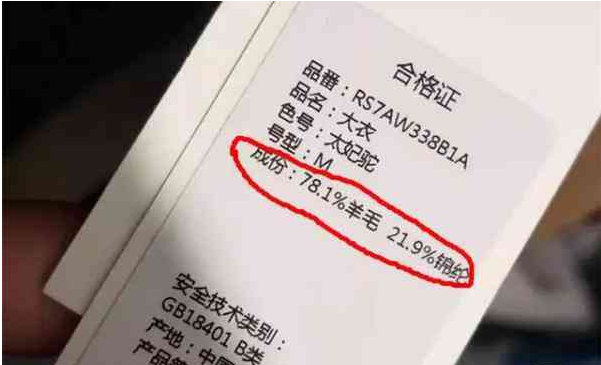 合格证
品番：RS7AW338B1A
品名：大衣
色号：太妃驼
号型：M
成份：78.1%羊毛 21.9%锦纶
安全技术类别：
GB18401 B类
产地：中国
产品